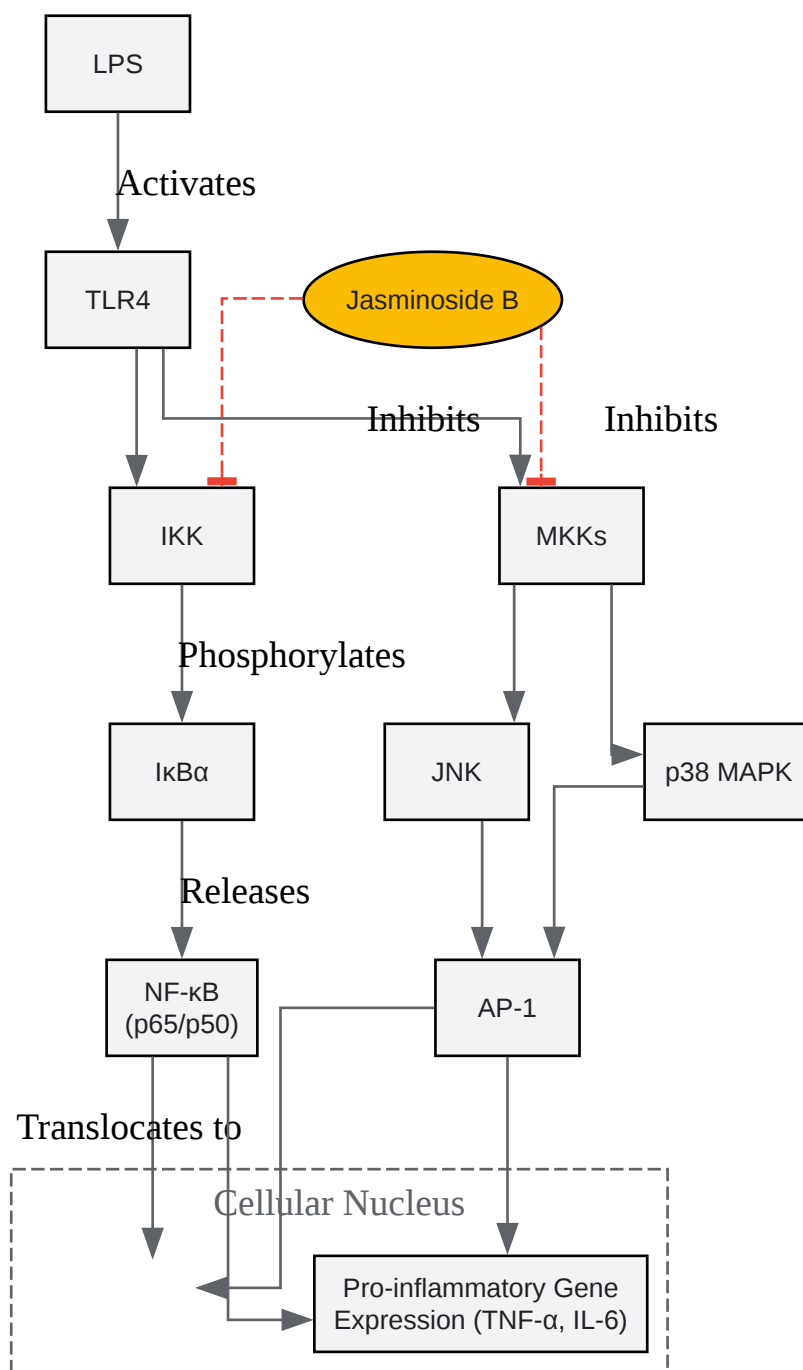 LPS
Activates
TLR4
Jasminoside B
Inhibits
Inhibits
IKK
MKKs
Phosphorylates
IκBα
JNK
p38 MAPK
Releases
NF-κB
(p65/p50)
AP-1
Translocates to
Cellular Nucleus
Pro-inflammatory Gene
Expression (TNF-α, IL-6)